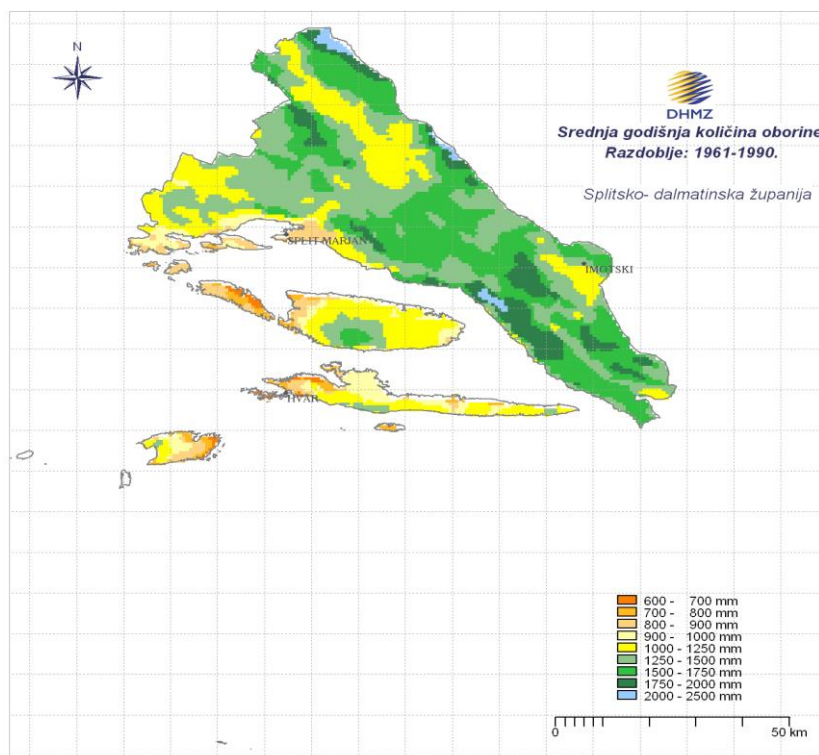 N
DHMZ
Srednja godišnja količina oborine
Razdoblje: 1961-1990.
Splitsko- dalmatinska županija
SPLIT MARJAN
IMOTSKI
HVAR
600 - 700 mm
700 - 800 mm
800 - 900 mm
900 - 1000 mm
1000 - 1250 mm
1250 - 1500 mm
1500 - 1750 mm
1750 - 2000 mm
2000 - 2500 mm
0 50 km